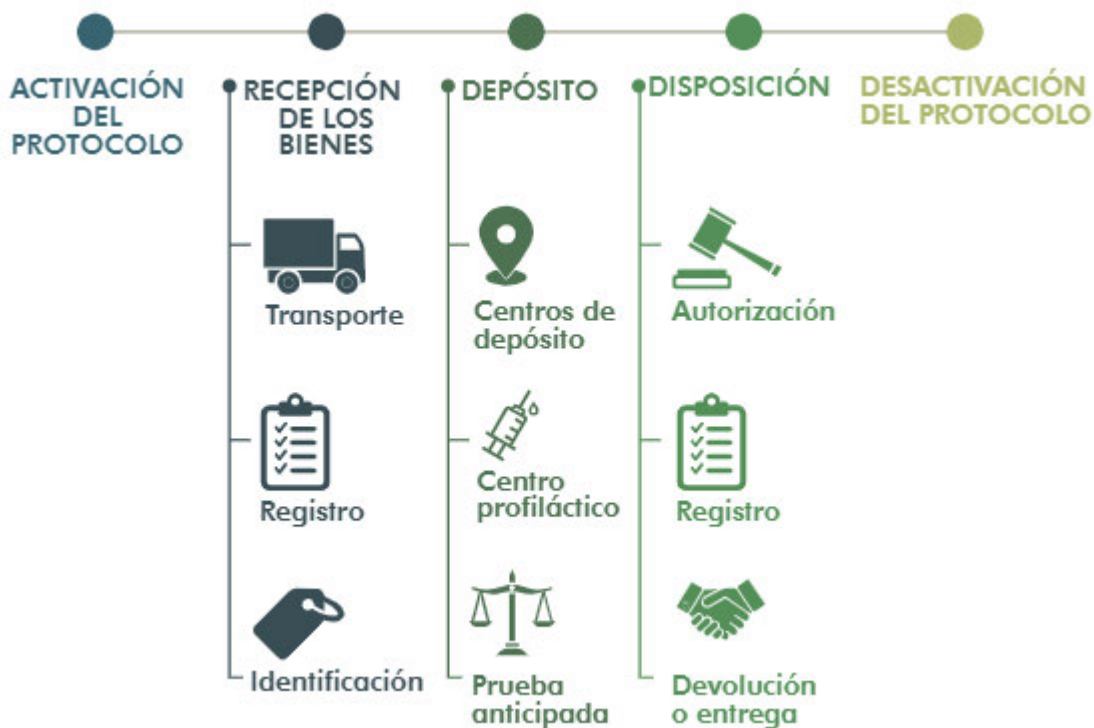 ACTIVACIÓN
DEL
PROTOCOLO
RECEPCIÓN
DE LOS
BIENES
Transporte
Registro
Identificación
DEPÓSITO
Centros de
depósito
Centro
profiláctico
Prueba
anticipada
DISPOSICIÓN
Autorización
Registro
Devolución
o entrega
DESACTIVACIÓN
DEL PROTOCOLO